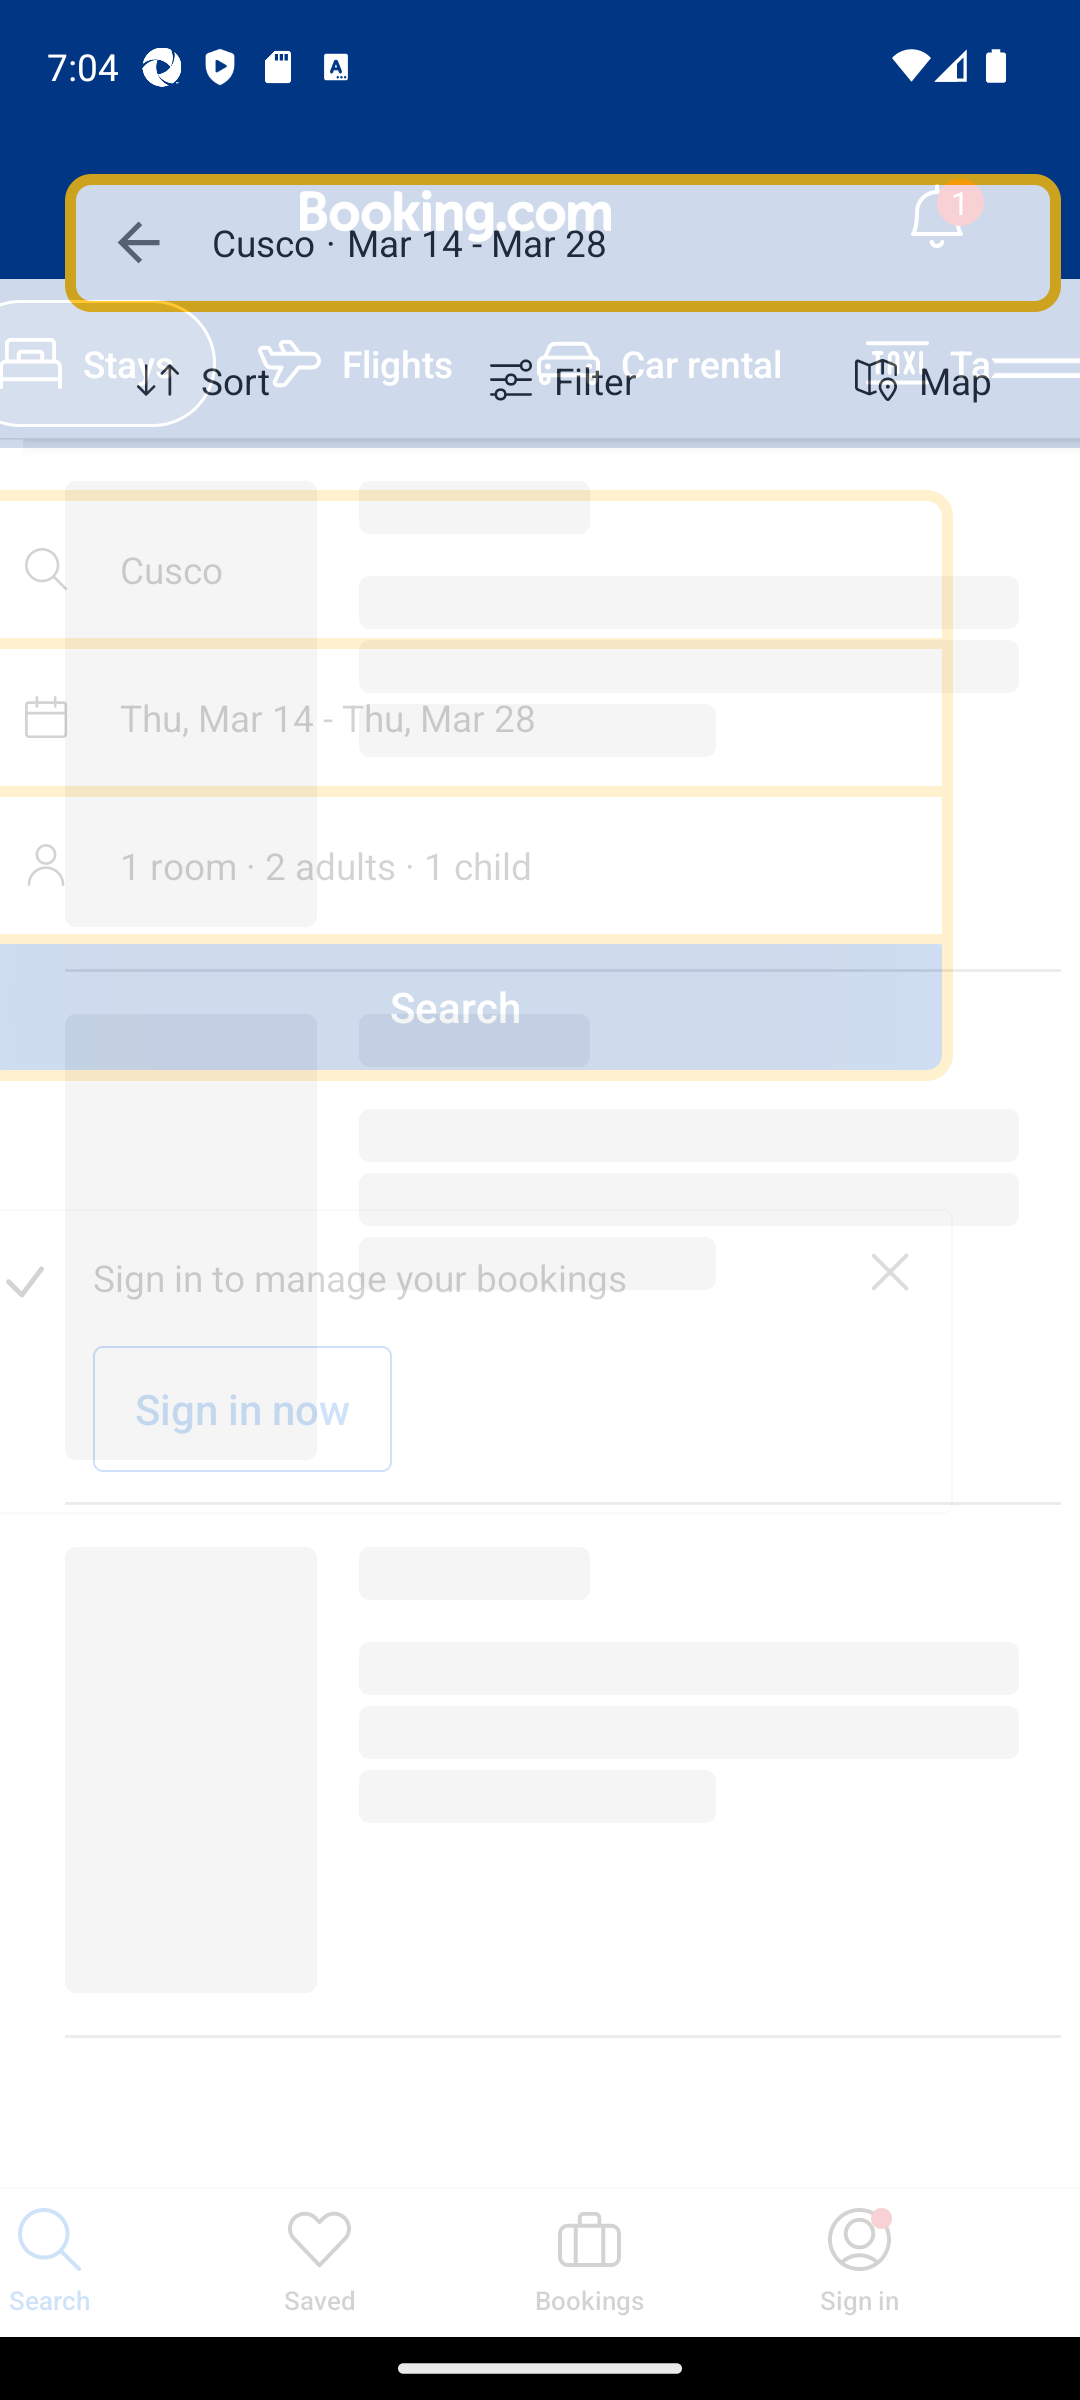 7:04
Booking.com
1
Cusco · Mar 14 - Mar 28
Stays
Flights
Car rental
TAXI
Ta
Sort
Filter
Map
Cusco
Thu, Mar 14 - Thu, Mar 28
1 room · 2 adults · 1 child
Search
Sign in to manage your bookings
Sign in now
Search
Saved
Bookings
Sign in